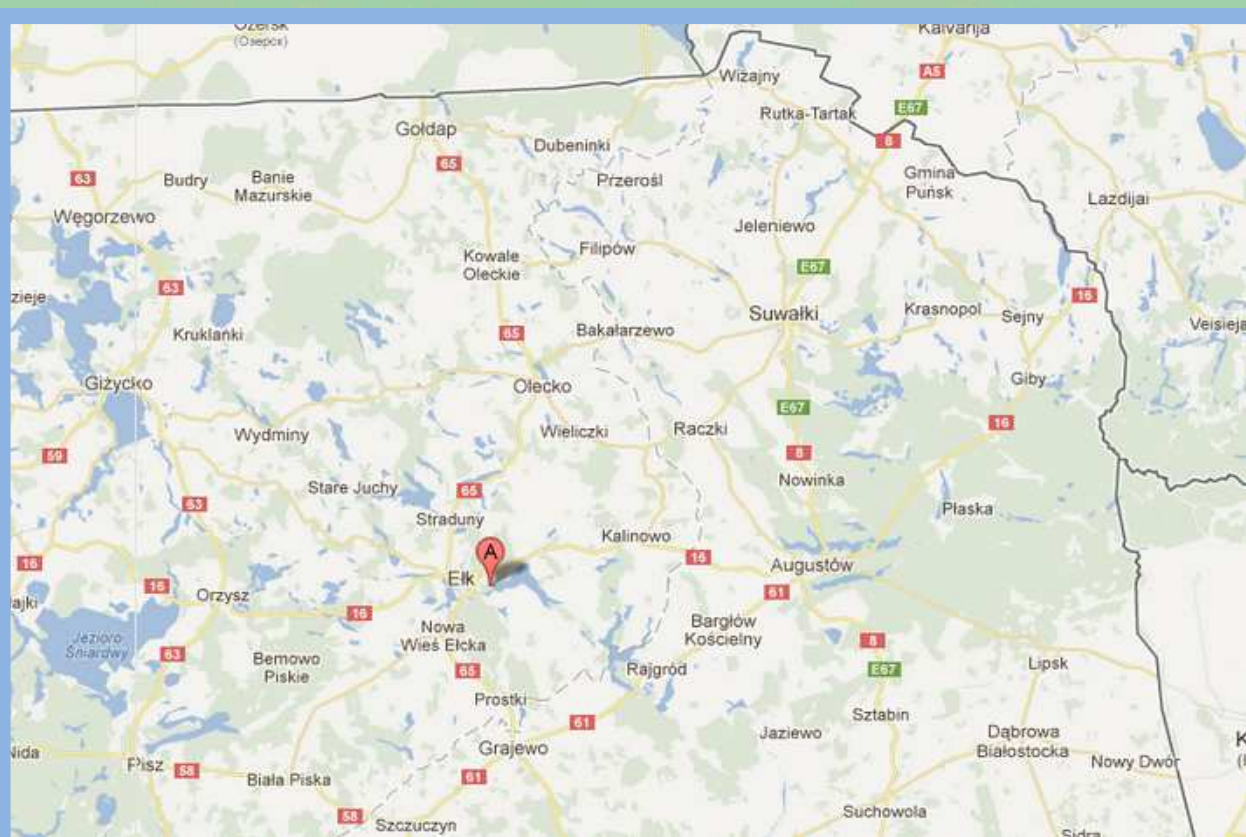 (Озерск)
Kalvarija
A5
Wiżajny
E67
Rutka-Tartak
Gołdap
8
Dubeninki
65
Gmina
Puńsk
63
Budry
Banie
Mazurskie
Przerośl
Lazdijai
Węgorzewo
Jeleniewo
Filipów
Kowale
Oleckie
E67
63
16
Krasnopol
Sejny
Suwałki
Kruklanki
65
Bakałarzewo
Giby
Giżycko
Olecko
E67
16
Wydminy
Wieliczki
Raczki
59
8
Nowinka
Stare Juchy
65
63
Płaska
Straduny
Kalinowo
A
16
16
Ełk
Augustów
16
Orzysz
61
16
Jezioro
Śniardwy
Nowa
Wieś Ełcka
Bargłów
Kościelny
8
63
Bemowo
Piskie
65
Rajgród
E67
Lipsk
Prostki
Sztabin
61
Jaziewo
Dąbrowa
Białostocka
Grajewo
Nowy Dwór
Pisz
58
Biała Piska
61
58
Suchowola
Szczuczyn